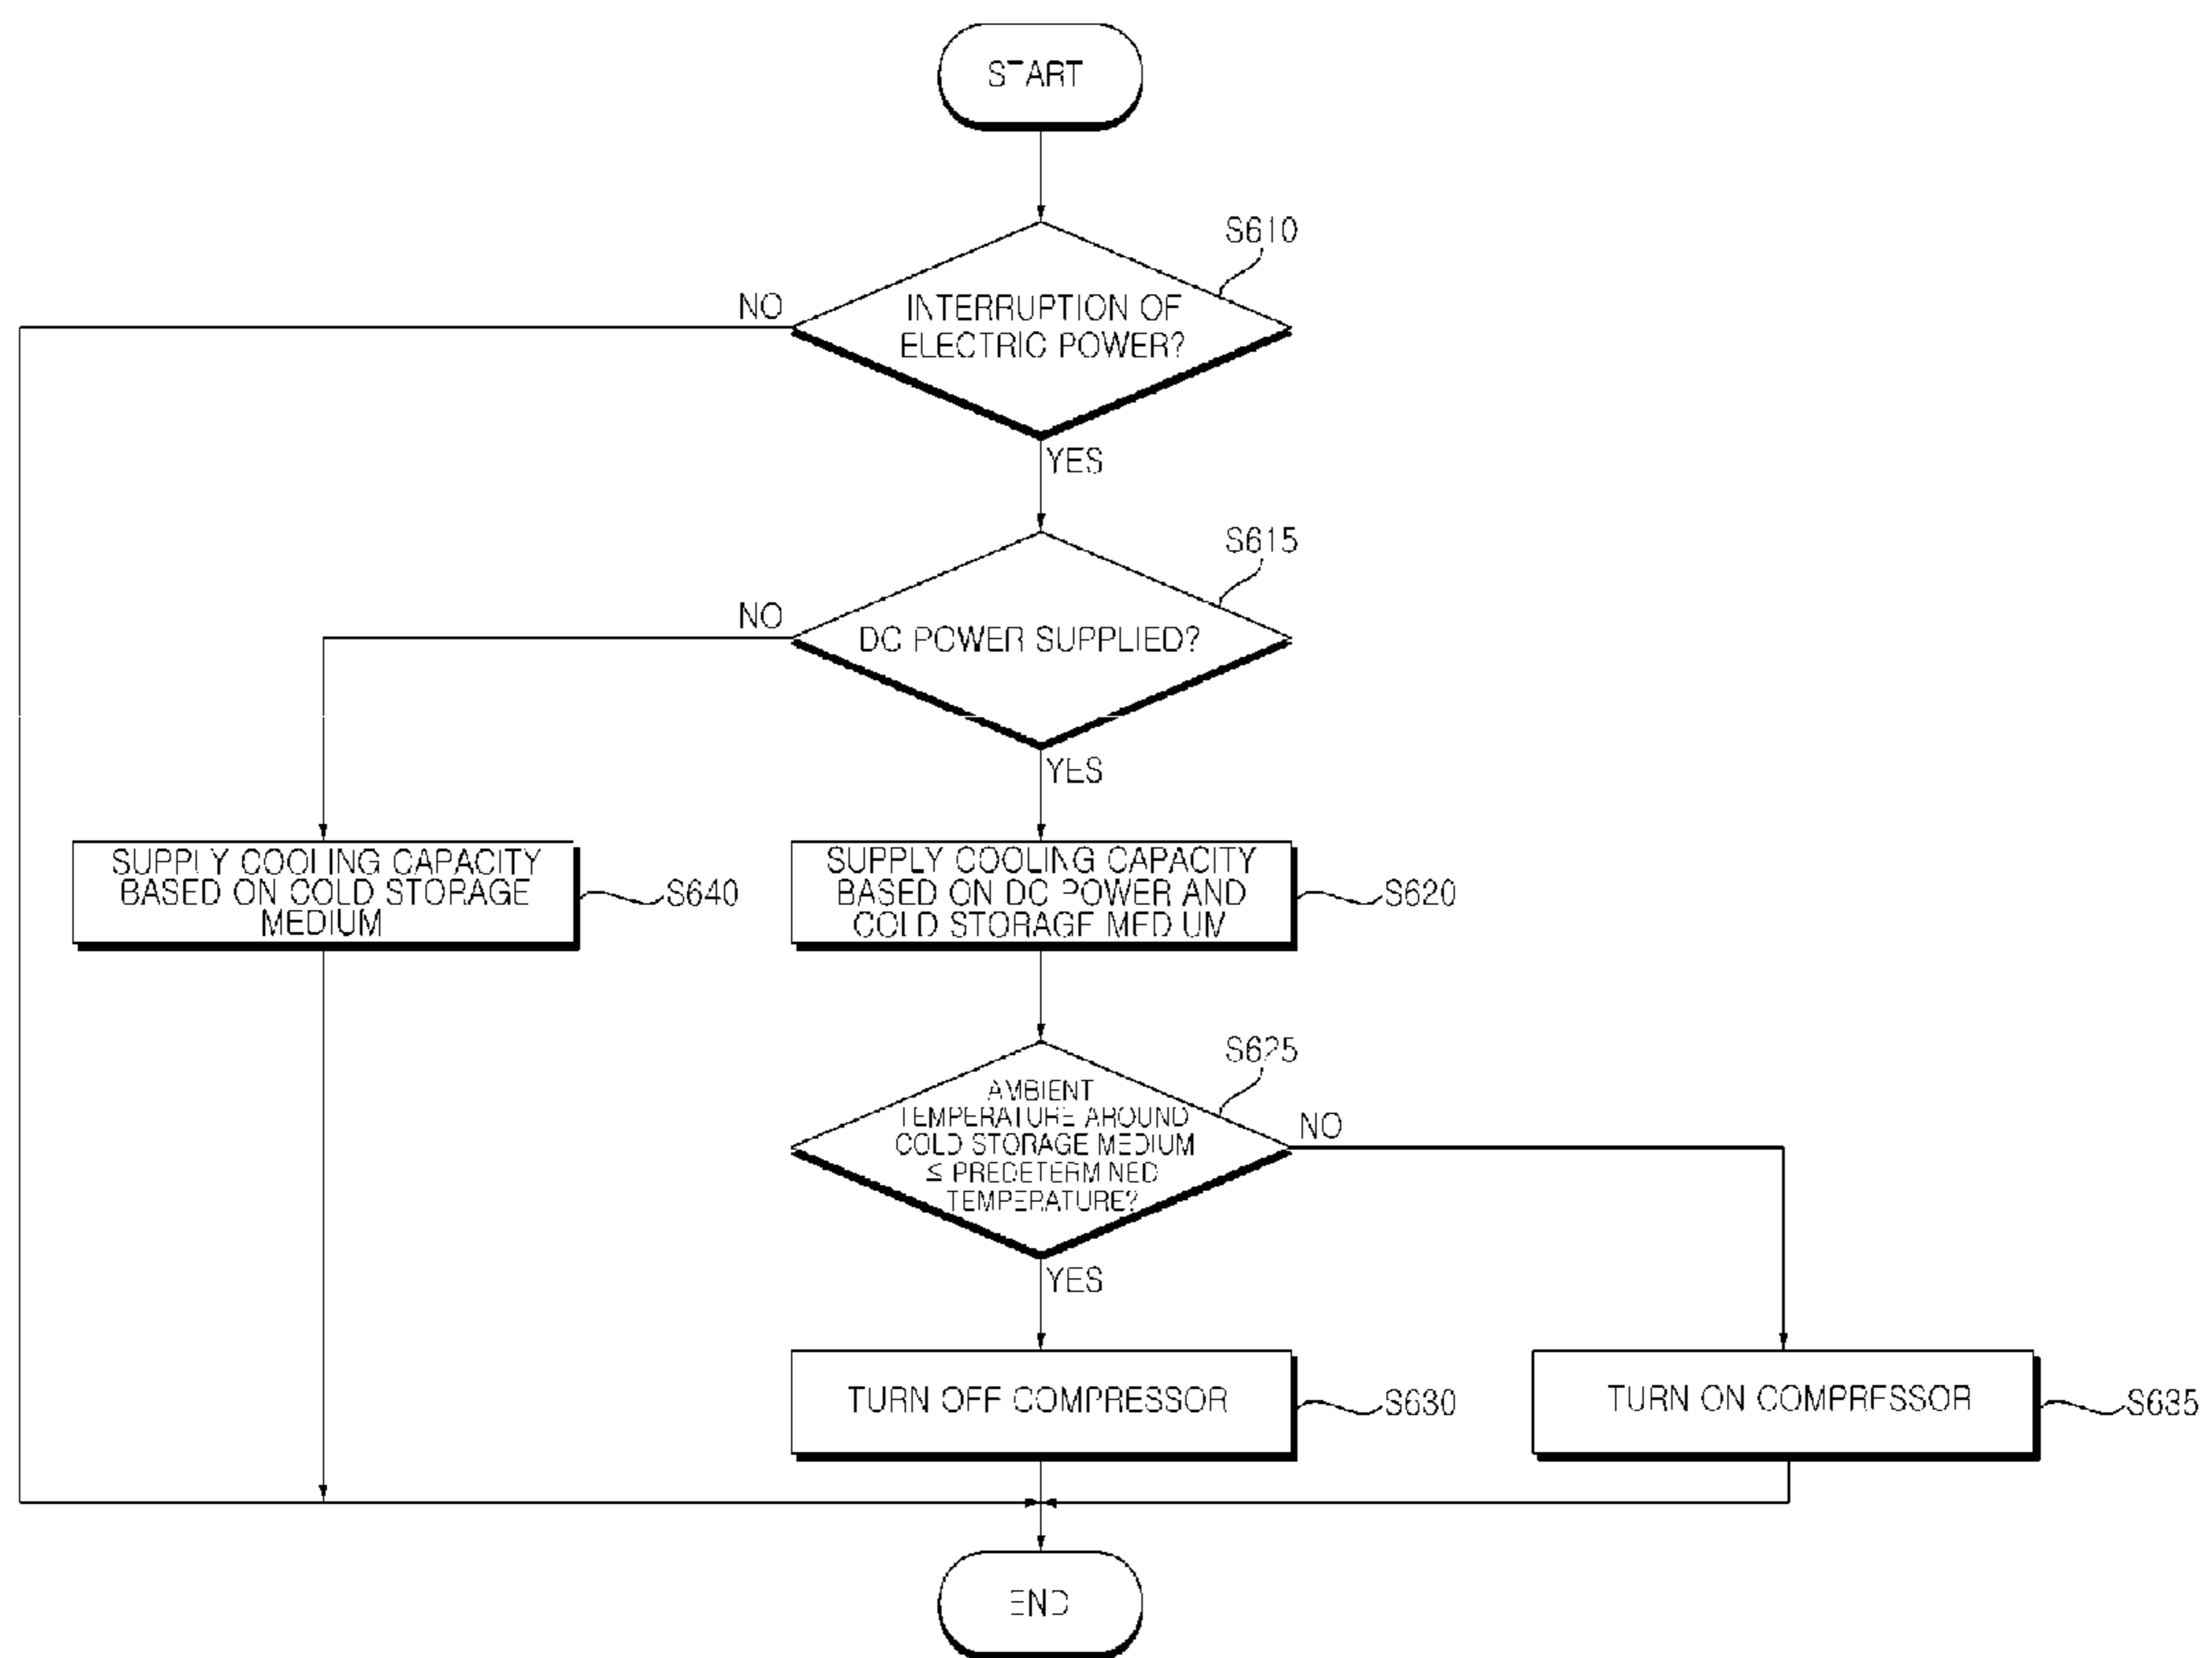 START
S610
NO
INTERRUPTION OF
ELECTRIC POWER?
YES
S615
NO
DC POWER SUPPLIED?
YES
SUPPLY COOLING CAPACITY
BASED ON COLD STORAGE
MEDIUM
S640
SUPPLY COOLING CAPACITY
BASED ON DC POWER AND
COLD STORAGE MEDIUM
S620
S625
AMBIENT
TEMPERATURE AROUND
COLD STORAGE MEDIUM
≤ PREDETERMINED
TEMPERATURE?
NO
YES
TURN OFF COMPRESSOR
S630
TURN ON COMPRESSOR
S635
END